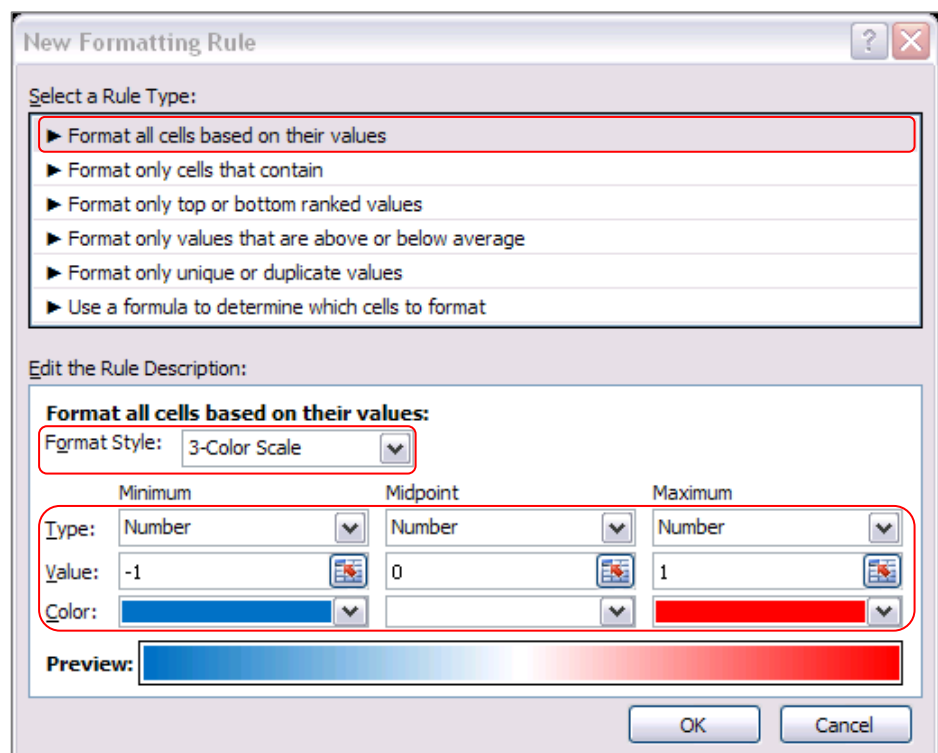 New Formatting Rule
Select a Rule Type:
► Format all cells based on their values
► Format only cells that contain
► Format only top or bottom ranked values
► Format only values that are above or below average
► Format only unique or duplicate values
► Use a formula to determine which cells to format
Edit the Rule Description:
Format all cells based on their values:
Format Style: 3-Color Scale
Minimum Midpoint Maximum
Type: Number Number Number
Value: -1 0 1
Color:
Preview:
OK Cancel